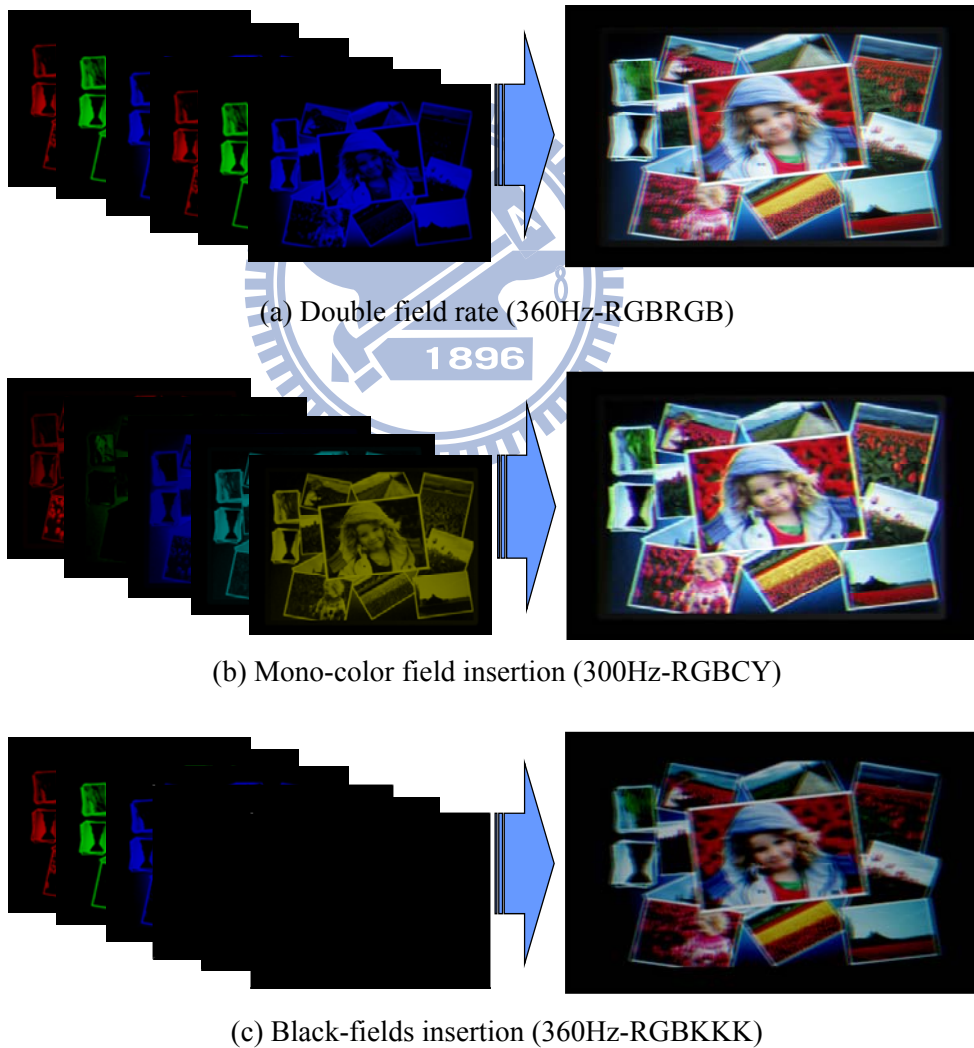 (a) Double field rate (360Hz-RGBRGB)
1896
(b) Mono-color field insertion (300Hz-RGBCY)
(c) Black-fields insertion (360Hz-RGBKKK)